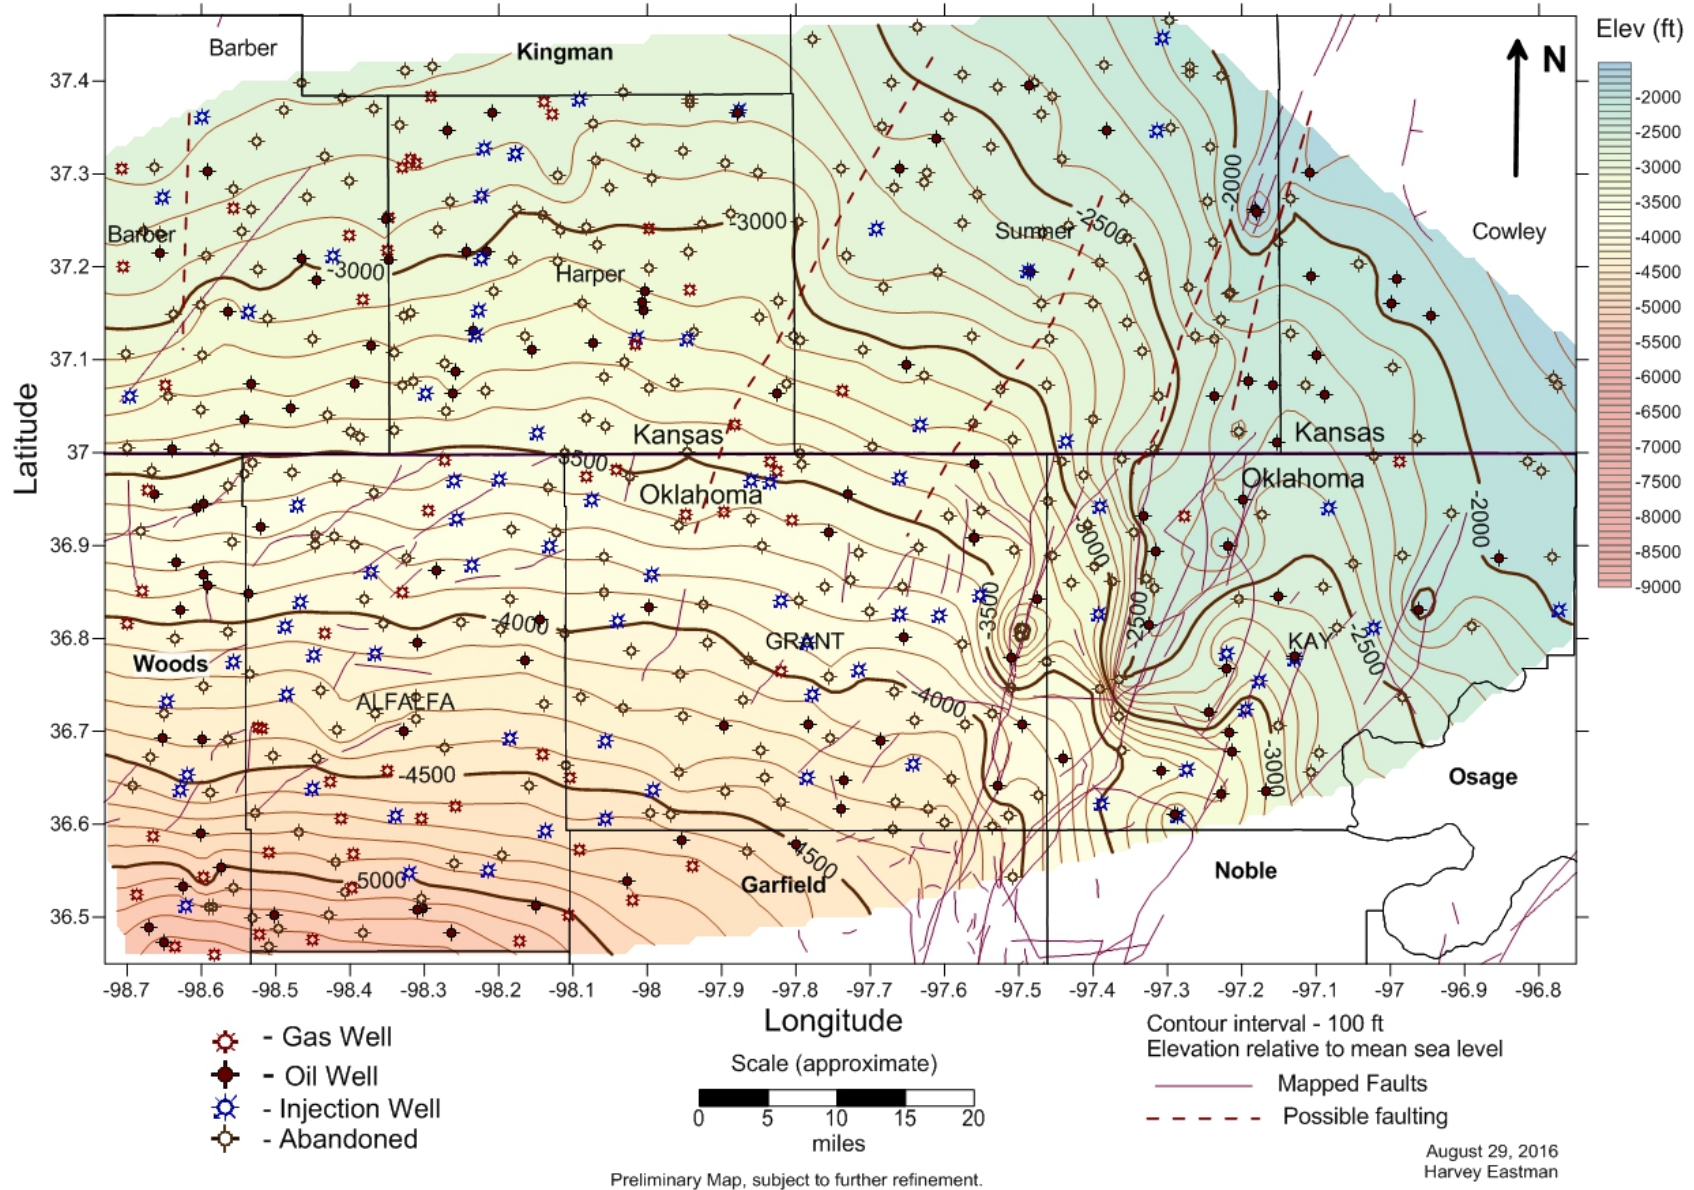 Barber
Kingman
Elev (ft)
N
37.4
37.3
37.2
37.1
37
36.9
36.8
36.7
36.6
36.5
Latitude
-2000
-2500
-3000
-3500
-4000
-4500
-5000
-5500
-6000
-6500
-7000
-7500
-8000
-8500
-9000
Barber
Harper
Sumner
Cowley
-3000
-3000
-2500
-2000
Kansas
Oklahoma
Kansas
Oklahoma
3500
-3000
-2000
-3500
-2500
-4000
GRANT
KAY
-2500
Woods
ALFALFA
-4000
-4500
-3000
Osage
-4500
5000
Garfield
Noble
-98.7 -98.6 -98.5 -98.4 -98.3 -98.2 -98.1 -98 -97.9 -97.8 -97.7 -97.6 -97.5 -97.4 -97.3 -97.2 -97.1 -97 -96.9 -96.8
Longitude
- Gas Well
- Oil Well
- Injection Well
- Abandoned
Scale (approximate)
0 5 10 15 20
miles
Contour interval - 100 ft
Elevation relative to mean sea level
Mapped Faults
Possible faulting
August 29, 2016
Harvey Eastman
Preliminary Map, subject to further refinement.